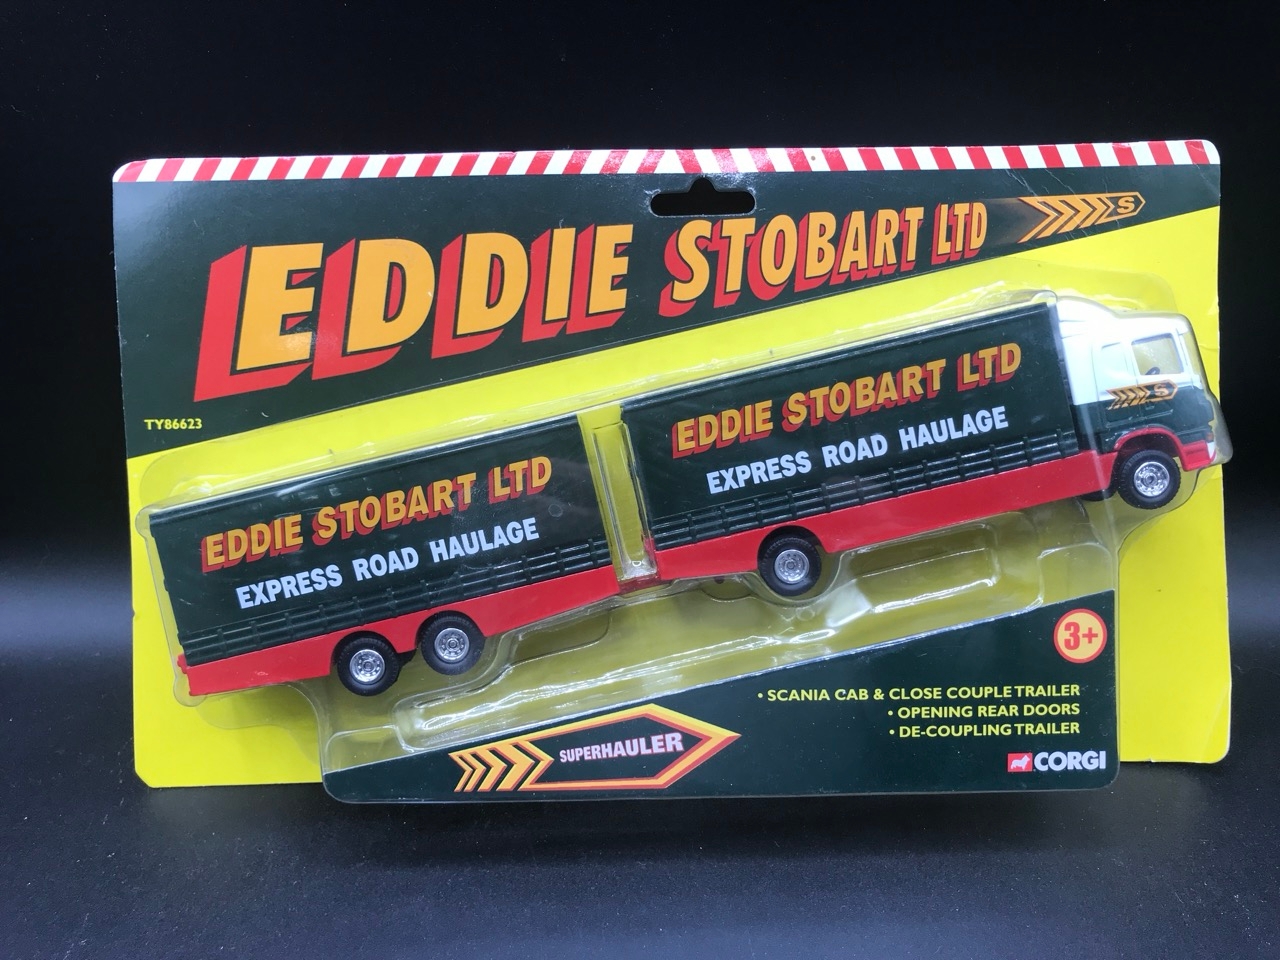 EDDIE STOBART LTD
S
TY86623
S
EDDIE STOBART LTD
EXPRESS ROAD HAULAGE
EDDIE STOBART LTD
EXPRESS ROAD HAULAGE
3+
• SCANIA CAB & CLOSE COUPLE TRAILER
• OPENING REAR DOORS
• DE-COUPLING TRAILER
SUPERHAULER
CORGI